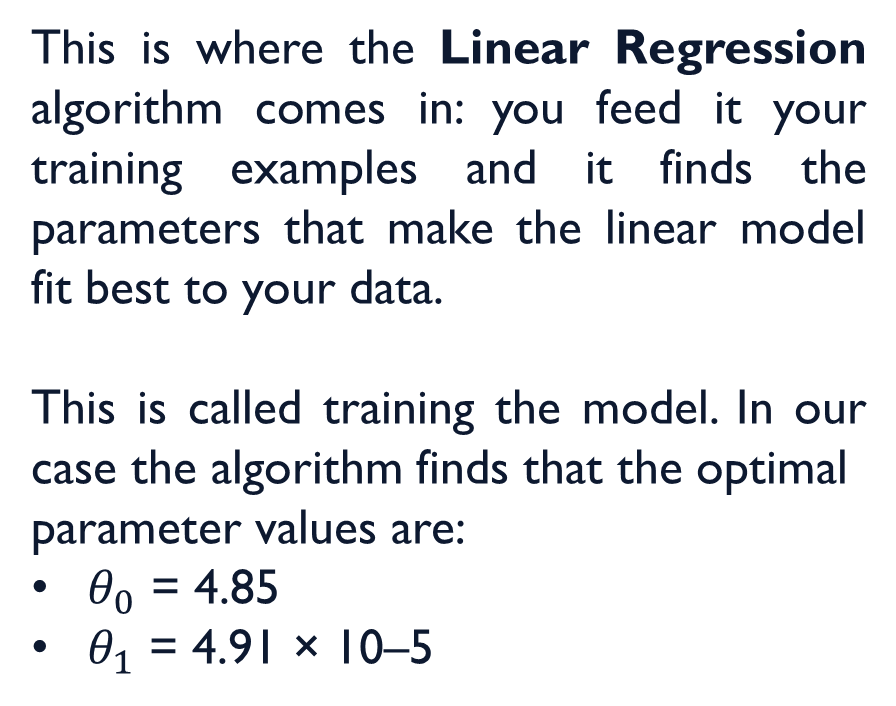 This is where the Linear Regression
algorithm comes in: you feed it your
training examples and it finds the
parameters that make the linear model
fit best to your data.
This is called training the model. In our
case the algorithm finds that the optimal
parameter values are:
• θ₀ = 4.85
• θ₁ = 4.91 × 10–5